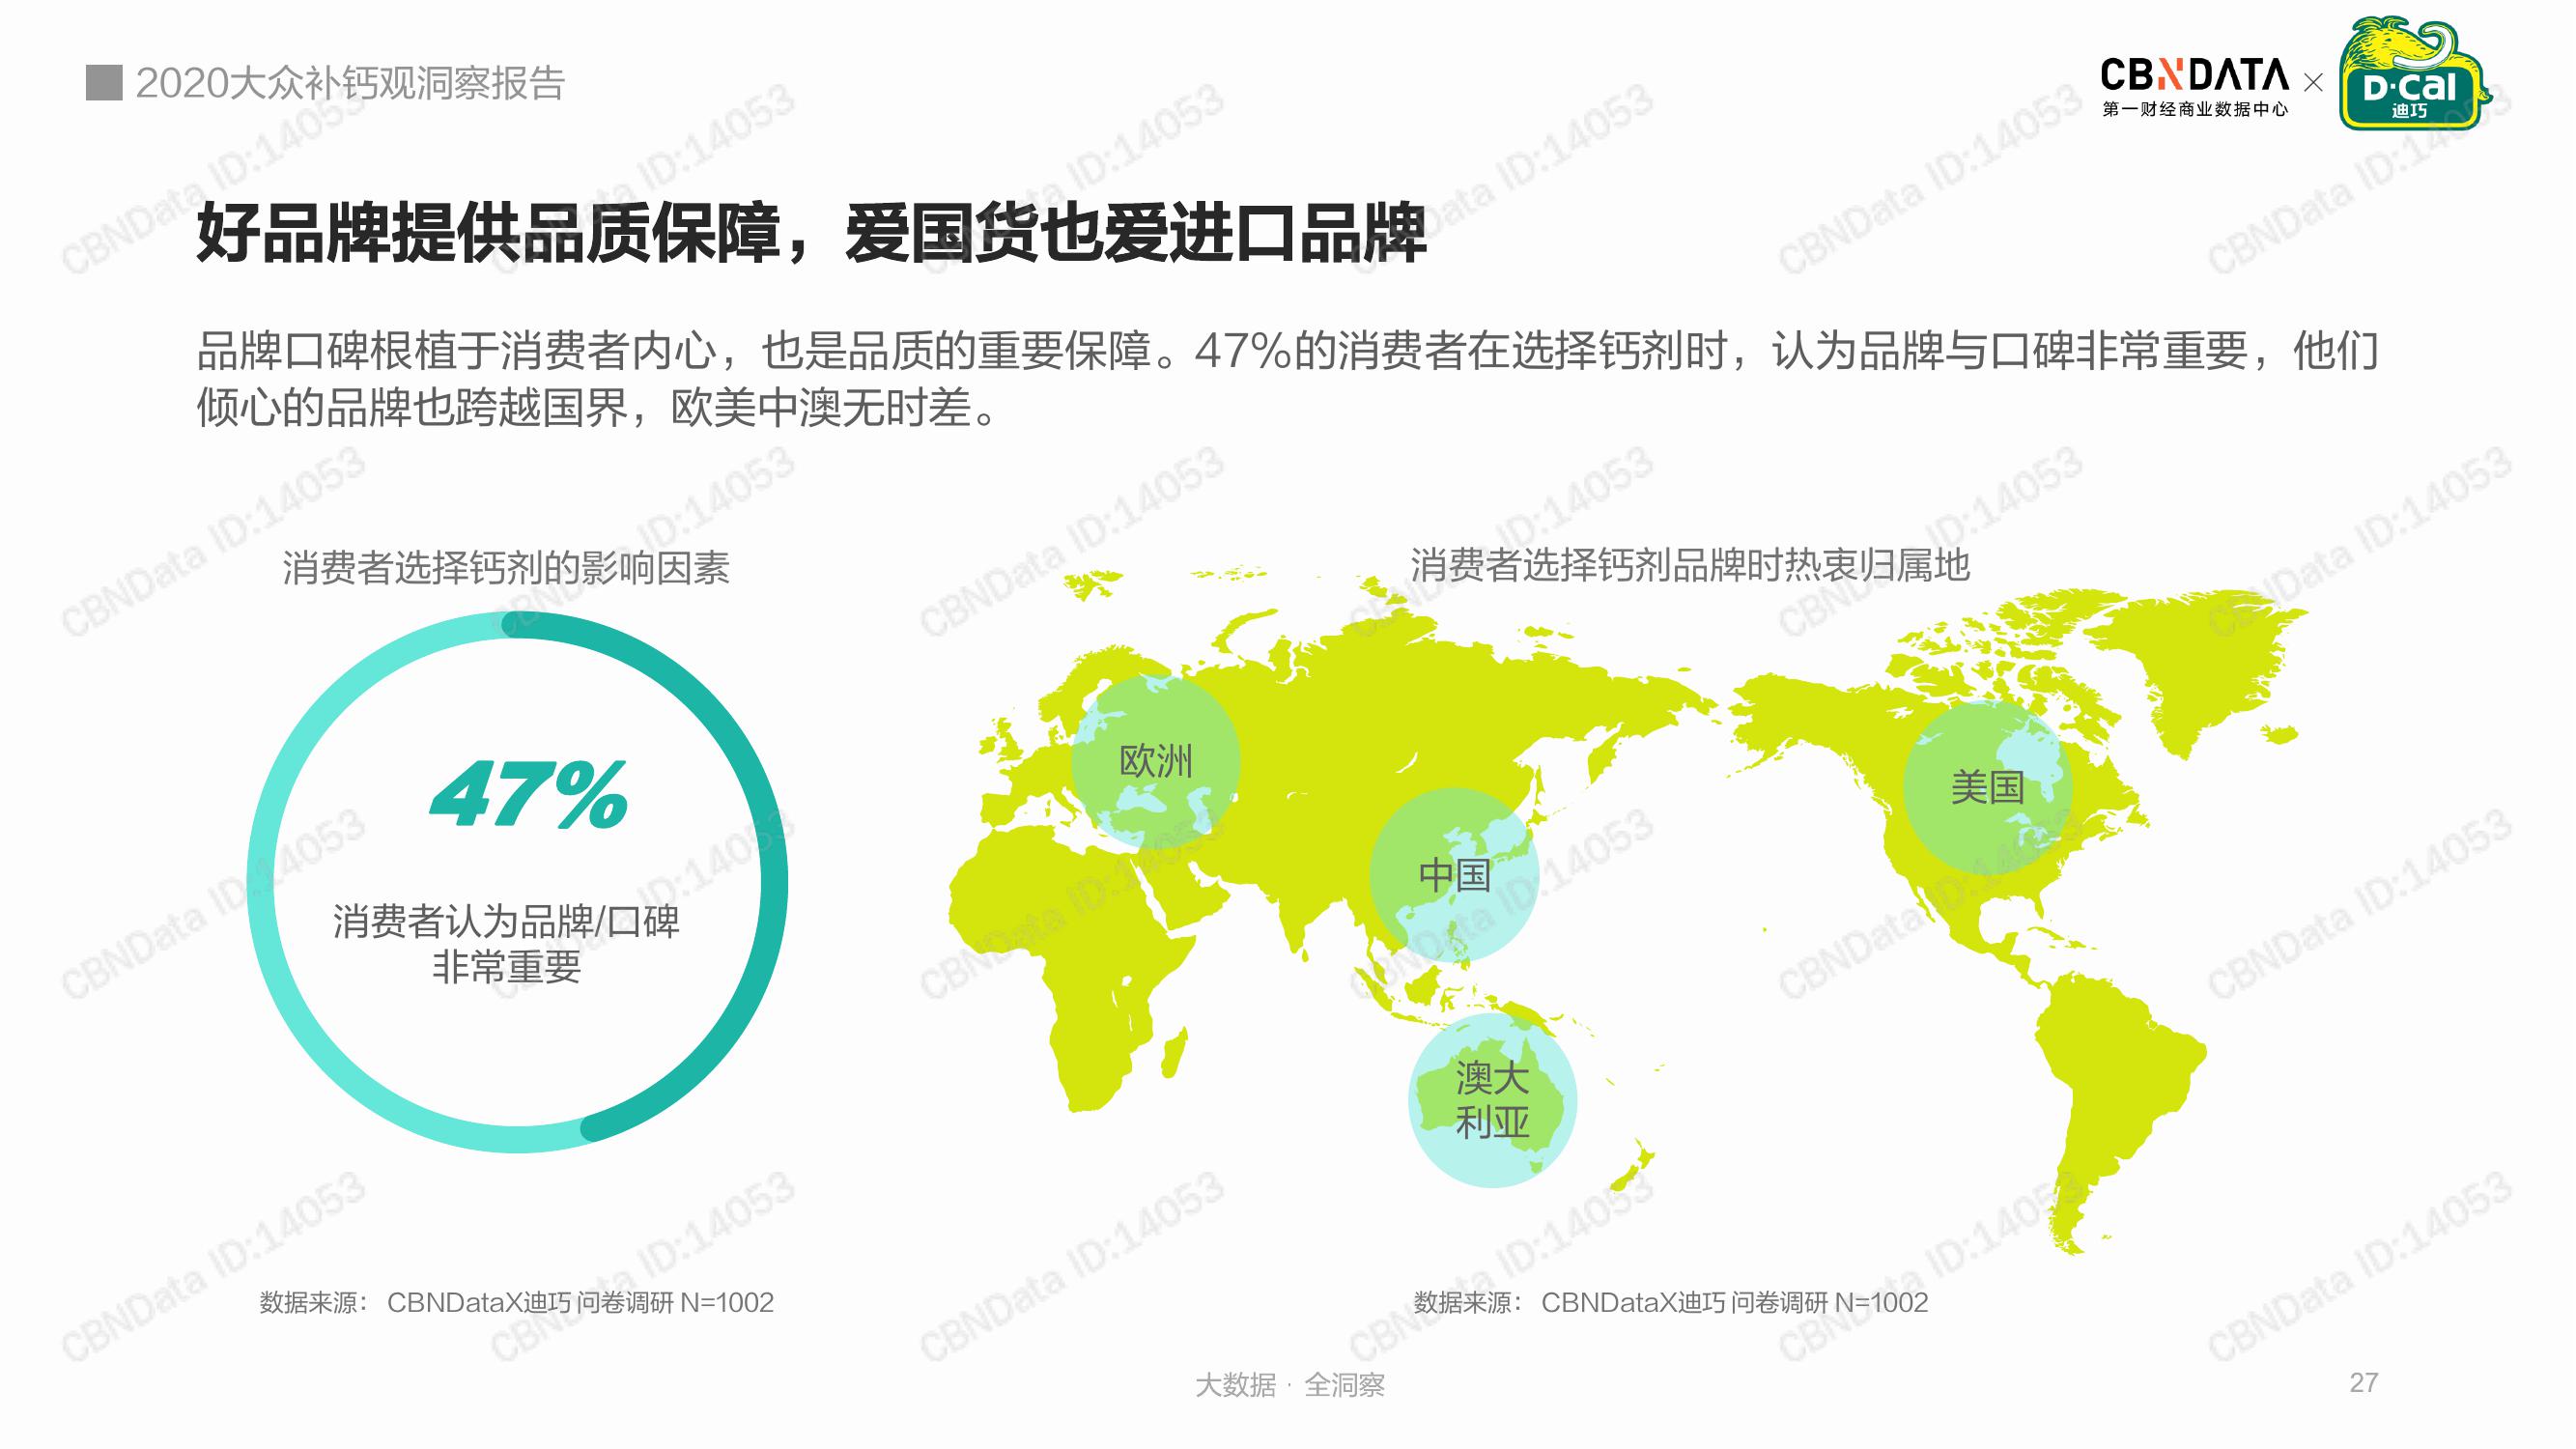 2020大众补钙观洞察报告
CBNDATA
第一财经商业数据中心
×
D·Cal
迪巧
好品牌提供品质保障，爱国货也爱进口品牌
品牌口碑根植于消费者内心，也是品质的重要保障。47%的消费者在选择钙剂时，认为品牌与口碑非常重要，他们
倾心的品牌也跨越国界，欧美中澳无时差。
消费者选择钙剂的影响因素
47%
消费者认为品牌/口碑
非常重要
数据来源： CBNDataX迪巧 问卷调研 N=1002
消费者选择钙剂品牌时热衷归属地
欧洲
中国
美国
澳大
利亚
数据来源： CBNDataX迪巧 问卷调研 N=1002
大数据 · 全洞察
27
CBNData ID:14053